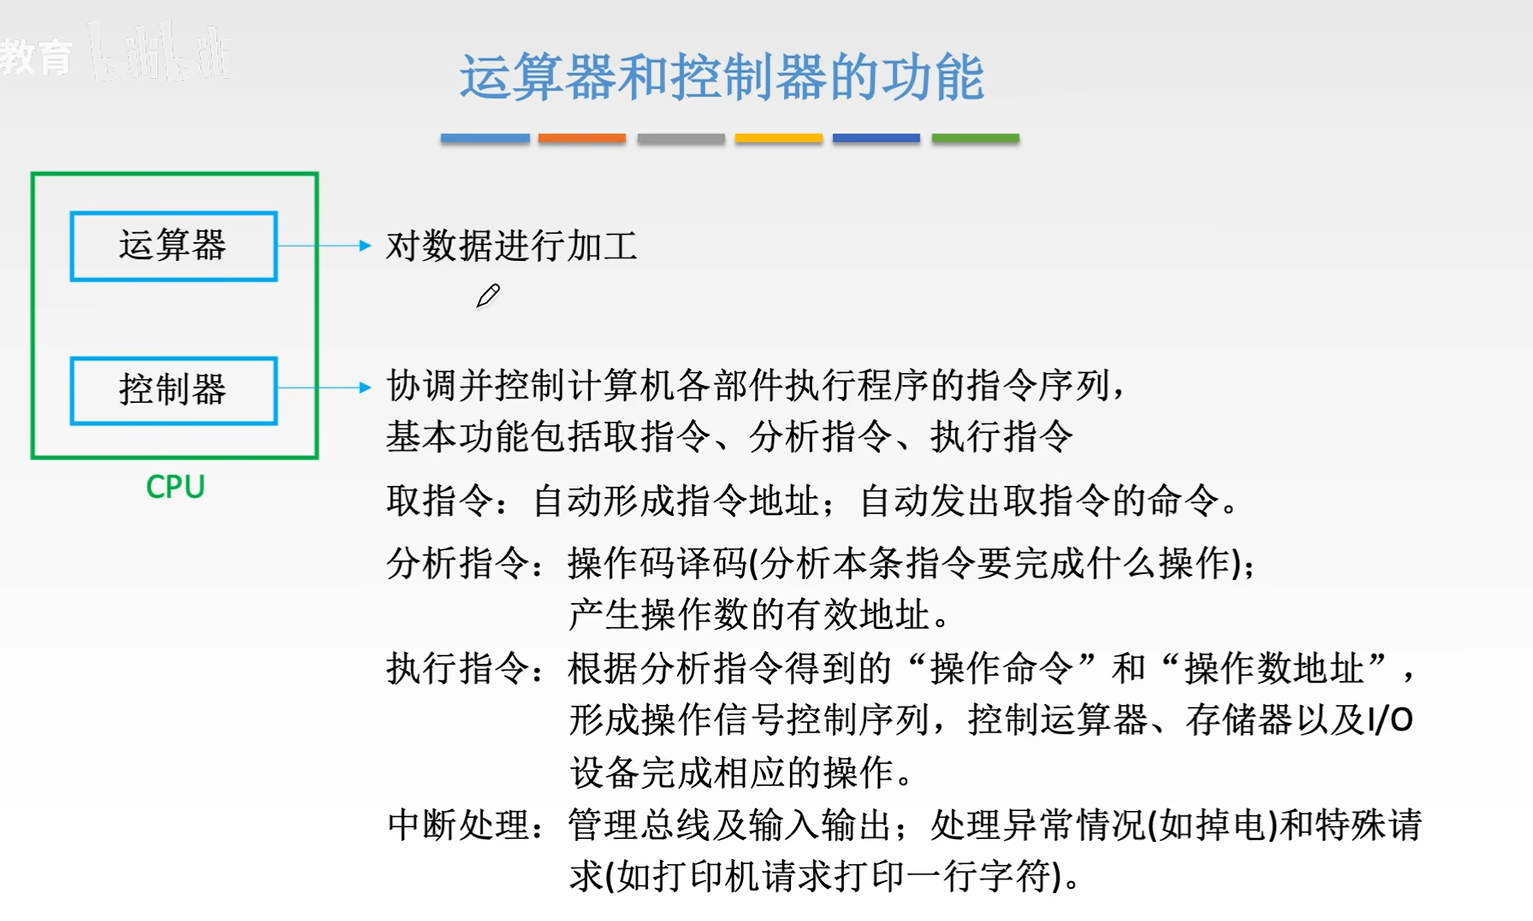 教育 bilibili
运算器和控制器的功能
运算器
对数据进行加工
控制器
协调并控制计算机各部件执行程序的指令序列，
基本功能包括取指令、分析指令、执行指令
CPU
取指令：自动形成指令地址；自动发出取指令的命令。
分析指令：操作码译码(分析本条指令要完成什么操作)；
产生操作数的有效地址。
执行指令：根据分析指令得到的“操作命令”和“操作数地址”，
形成操作信号控制序列，控制运算器、存储器以及I/O
设备完成相应的操作。
中断处理：管理总线及输入输出；处理异常情况(如掉电)和特殊请
求(如打印机请求打印一行字符)。